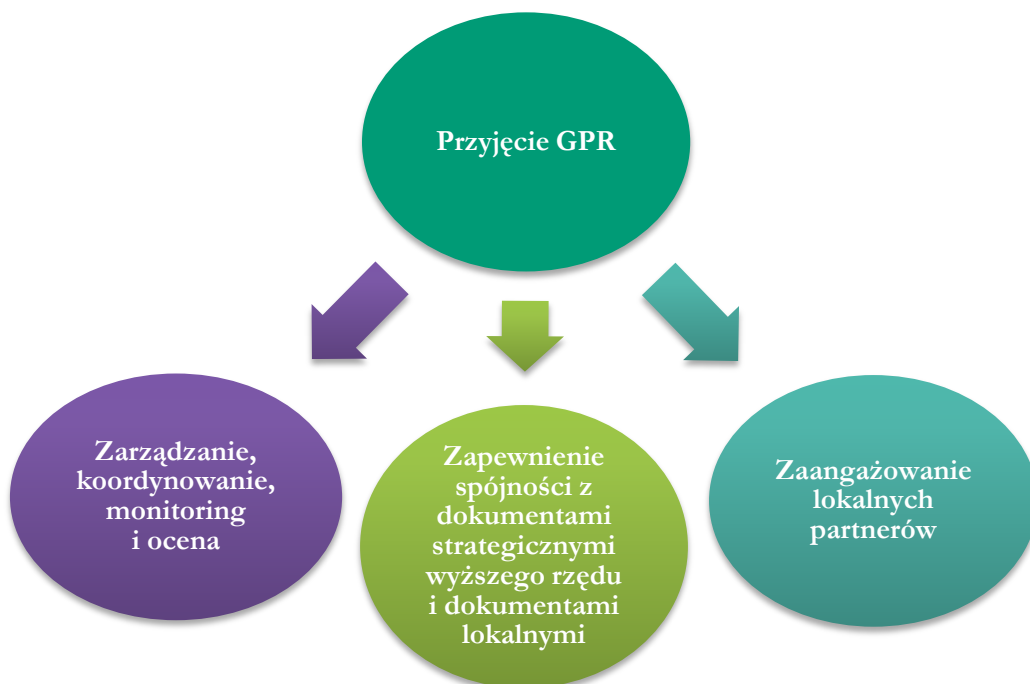 Przyjęcie GPR
Zarządzanie,
koordynowanie,
monitoring
i ocena
Zapewnienie
spójności z
dokumentami
strategicznymi
wyższego rzędu
i dokumentami
lokalnymi
Zaangażowanie
lokalnych
partnerów